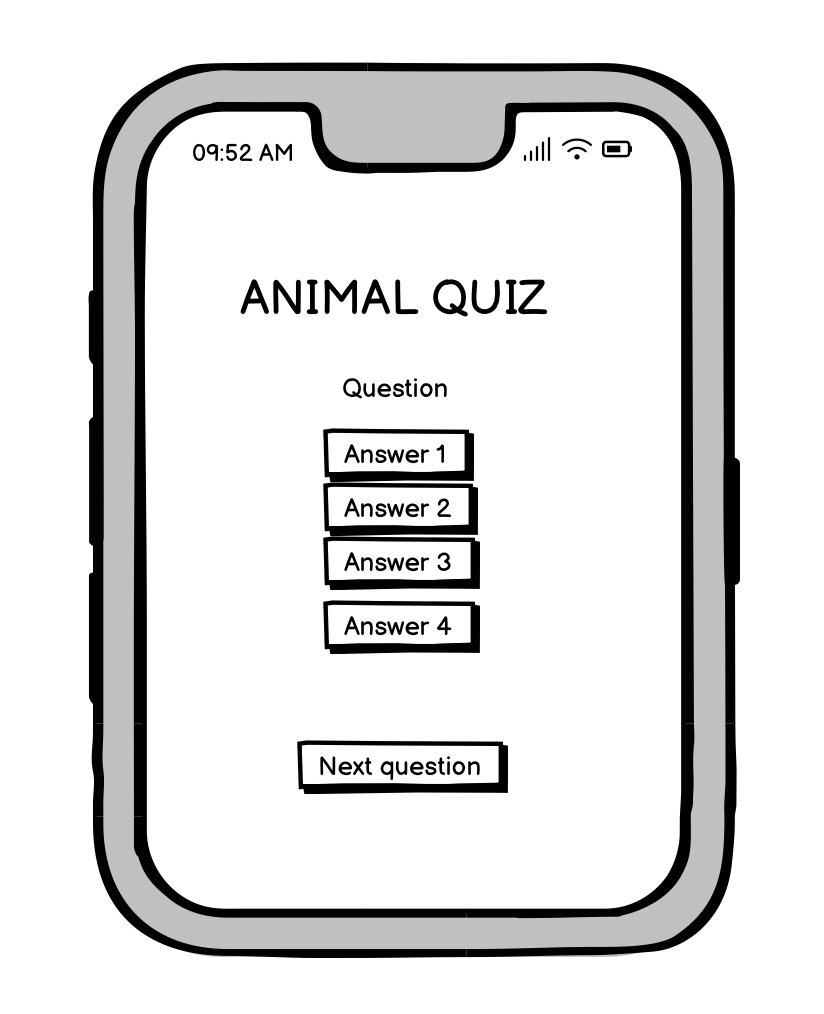 09:52 AM
ANIMAL QUIZ
Question
Answer 1
Answer 2
Answer 3
Answer 4
Next question